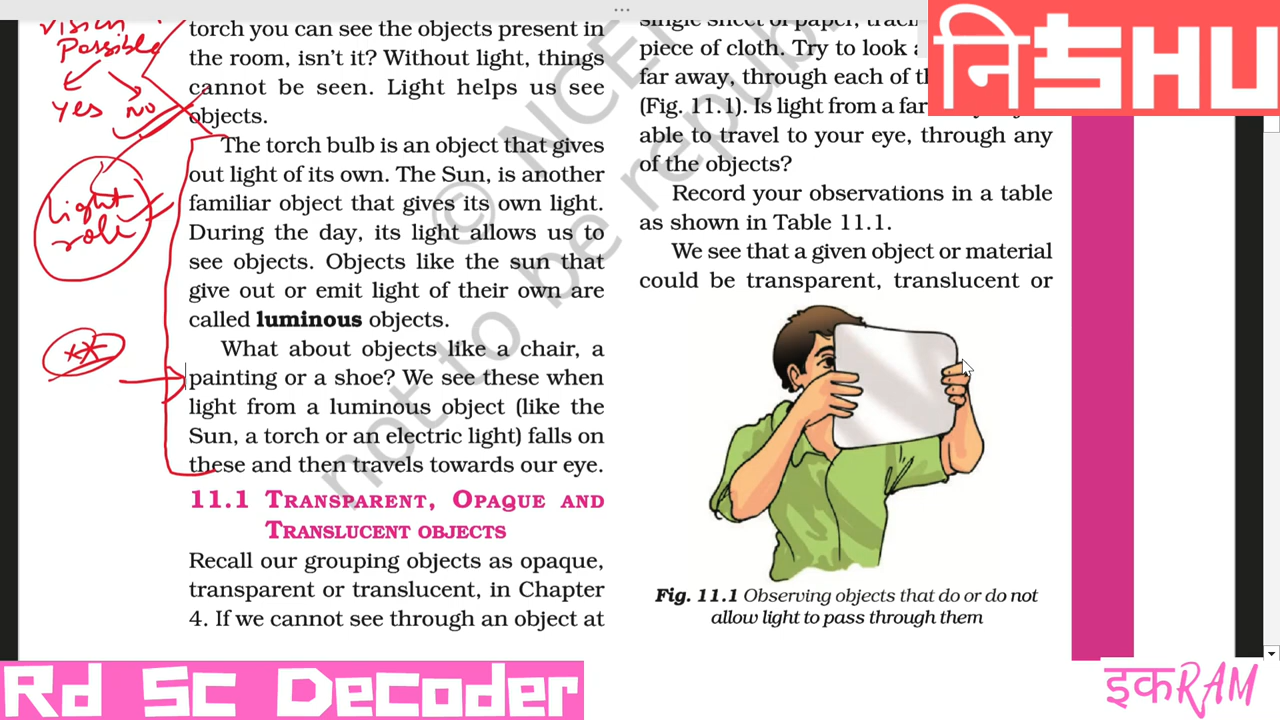 vision
Possible
Yes No
Light
role
torch you can see the objects present in
the room, isn't it? Without light, things
cannot be seen. Light helps us see
objects.
The torch bulb is an object that gives
out light of its own. The Sun, is another
familiar object that gives its own light.
During the day, its light allows us to
see objects. Objects like the sun that
give out or emit light of their own are
called luminous objects.
What about objects like a chair, a
painting or a shoe? We see these when
light from a luminous object (like the
Sun, a torch or an electric light) falls on
these and then travels towards our eye.
11.1 TRANSPARENT, OPAQUE AND
TRANSLUCENT OBJECTS
Recall our grouping objects as opaque,
transparent or translucent, in Chapter
4. If we cannot see through an object at
single sheet of paper,
piece of cloth. Try to look
far away, through each of
(Fig. 11.1). Is light from a far
able to travel to your eye, through any
of the objects?
Record your observations in a table
as shown in Table 11.1.
We see that a given object or material
could be transparent, translucent or
Fig. 11.1 Observing objects that do or do not
allow light to pass through them
© NCE
not to be republ
निSHU
Rd SC Decoder
इकRAM